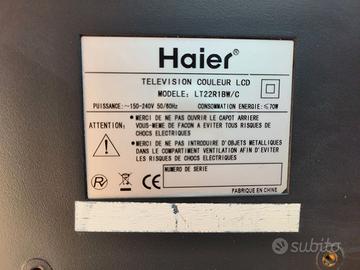 Haier®
TELEVISION COULEUR LCD
MODELE: LT22R1BW/C
PUISSANCE: ~150-240V 50/60Hz CONSOMMATION ENERGIE: ≤70W
ATTENTION:
• MERCI DE NE PAS OUVRIR LE CAPOT ARRIERE
VOUS-MEME DE FACON A EVITER TOUS RISQUES DE
CHOCS ELECTRIQUES
• MERCI DE NE PAS INTRODUIRE D'OBJETS METALLIQUES
DANS LE COMPARTIMENT VENTILATION AFIN D'EVITER
LES RISQUES DE CHOCS ELECTRIQUES
CE
NUMERO DE SERIE
FABRIQUE EN CHINE
subito